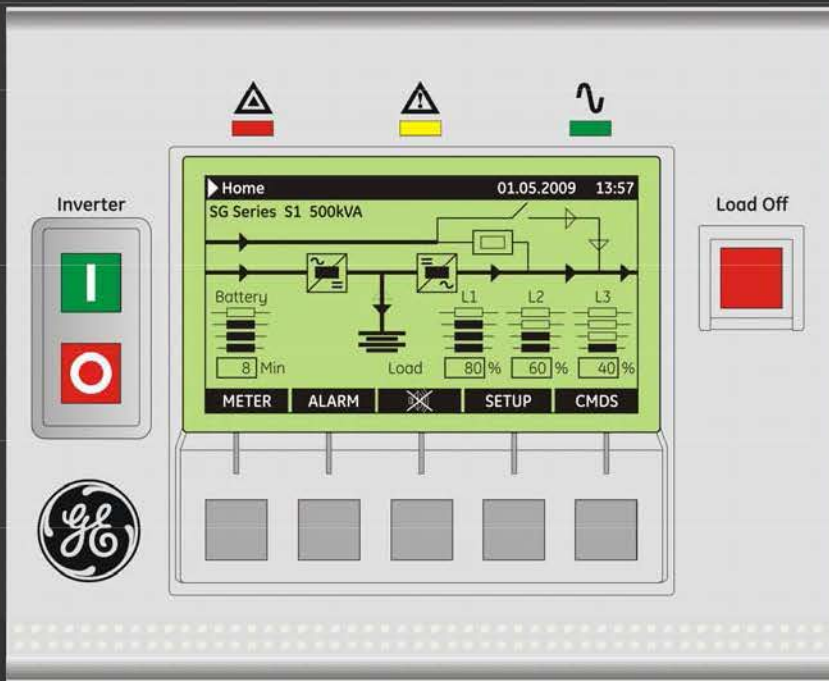 Inverter
Load Off
Home 01.05.2009 13:57
SG Series S1 500kVA
Battery L1 L2 L3
8 Min Load 80 % 60 % 40 %
METER ALARM SETUP CMDS
I
O
GE